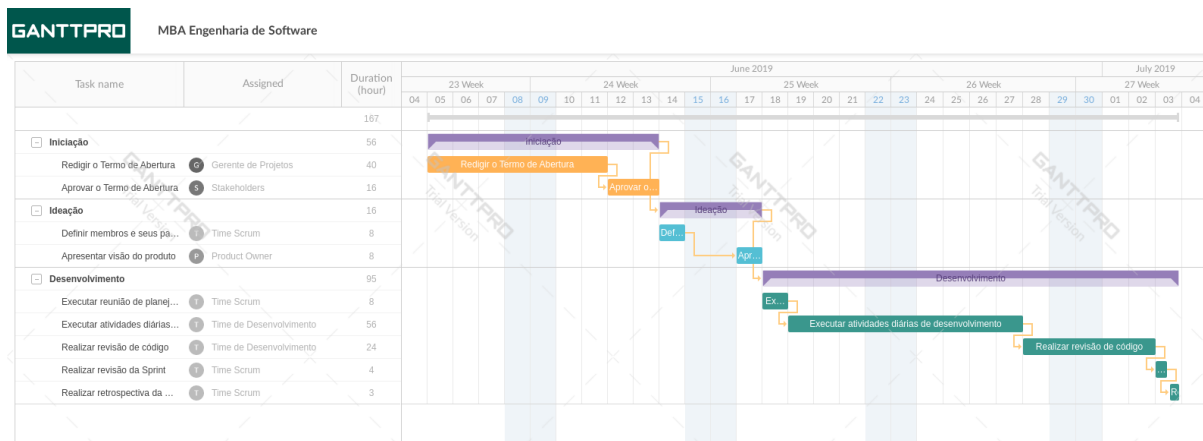 GANTTPRO MBA Engenharia de Software
June 2019 July 2019
Task name Assigned Duration (hour) 23 Week 24 Week 25 Week 26 Week 27 Week
04 05 06 07 08 09 10 11 12 13 14 15 16 17 18 19 20 21 22 23 24 25 26 27 28 29 30 01 02 03 04
167
Iniciação 56 Iniciação
Redigir o Termo de Abertura G Gerente de Projetos 40 Redigir o Termo de Abertura
Aprovar o Termo de Abertura S Stakeholders 16 Aprovar o...
Ideação 16 Ideação
Definir membros e seus pa... T Time Scrum 8 Def...
Apresentar visão do produto P Product Owner 8 Apr...
Desenvolvimento 95 Desenvolvimento
Executar reunião de planej... T Time Scrum 8 Ex...
Executar atividades diárias... T Time de Desenvolvimento 56 Executar atividades diárias de desenvolvimento
Realizar revisão de código T Time de Desenvolvimento 24 Realizar revisão de código
Realizar revisão da Sprint T Time Scrum 4 ...
Realizar retrospectiva da ... T Time Scrum 3 R
GANTTPRO
Trial Version
GANTTPRO
Trial Version
GANTTPRO
Trial Version